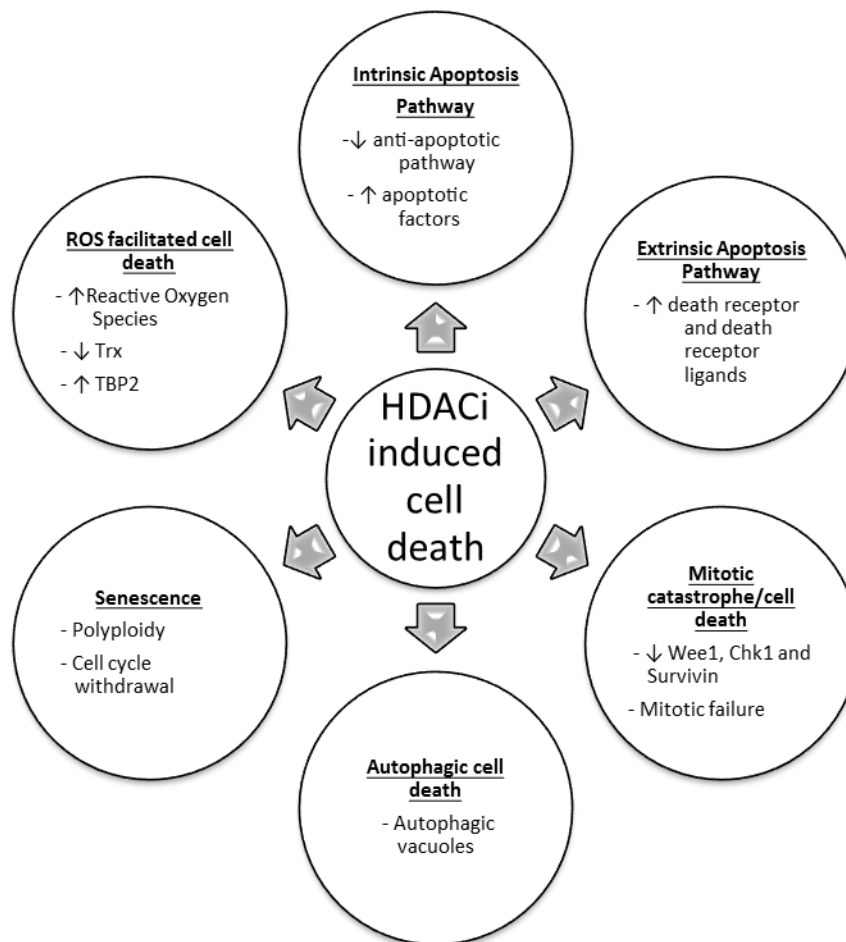 Intrinsic Apoptosis
Pathway
-↓ anti-apoptotic
pathway
- ↑ apoptotic
factors
ROS facilitated cell
death
- ↑Reactive Oxygen
Species
- ↓ Trx
- ↑ TBP2
Extrinsic Apoptosis
Pathway
- ↑ death receptor
and death
receptor
ligands
HDACi
induced
cell
death
Senescence
- Polyploidy
- Cell cycle
withdrawal
Mitotic
catastrophe/cell
death
- ↓ Wee1, Chk1 and
Survivin
- Mitotic failure
Autophagic cell
death
- Autophagic
vacuoles